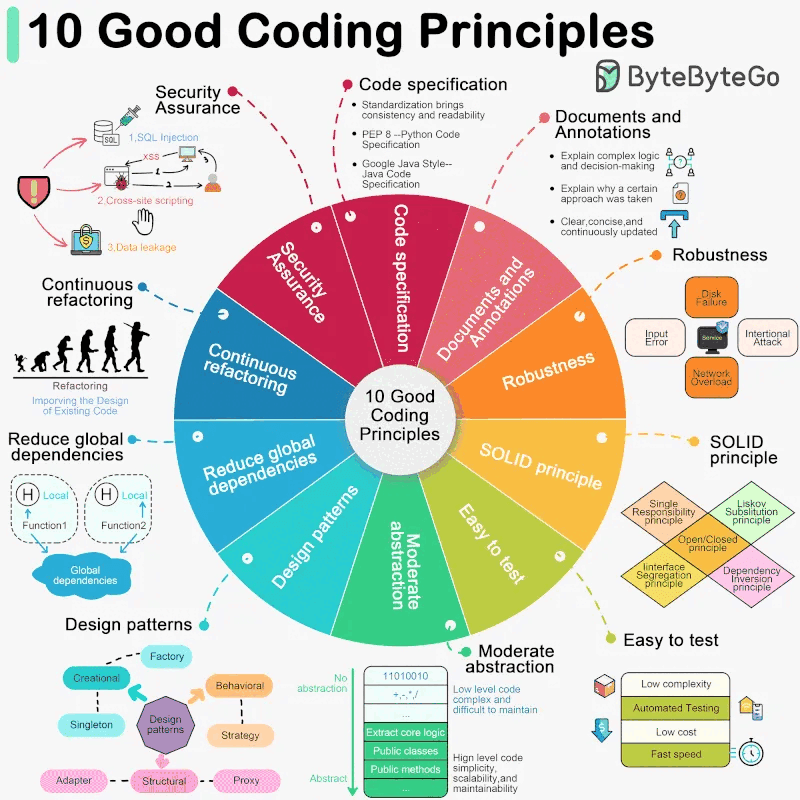 10 Good Coding Principles
ByteByteGo
Security
Assurance
SQL
1,SQL Injection
XSS
1
2
3
2,Cross-site scripting
3,Data leakage
Code specification
Standardization brings
consistency and readability
PEP 8 --Python Code
Specification
Google Java Style--
Java Code
Specification
Documents and
Annotations
Explain complex logic
and decision-making
Explain why a certain
approach was taken
Clear,concise,and
continuously updated
Robustness
Disk
Failure
Input
Error
Service
Intertional
Attack
Network
Overload
SOLID
principle
Single
Responsibility
principle
Liskov
Subsilitution
principle
Open/Closed
principle
Iinterface
Segregation
principle
Dependency
Inversion
principle
Easy to test
Low complexity
Automated Testing
Low cost
Fast speed
Moderate
abstraction
No
abstraction
Abstract
11010010
+,-,*,/
...
Extract core logic
Public classes
Public methods
...
Low level code
complex and
difficult to maintain
Hign level code
simplicity,
scalability,and
maintainability
Design patterns
Factory
Creational
Singleton
Design
patterns
Behavioral
Strategy
Adapter
Structural
Proxy
Reduce global
dependencies
H Local
Function1
H Local
Function2
Global
dependencies
Continuous
refactoring
Refactoring
Imporving the Design
of Existing Code
10 Good
Coding
Principles
Code specification
Documents and
Annotations
Robustness
SOLID principle
Easy to test
Moderate
abstraction
Design patterns
Reduce global
dependencies
Continuous
refactoring
Security
Assurance